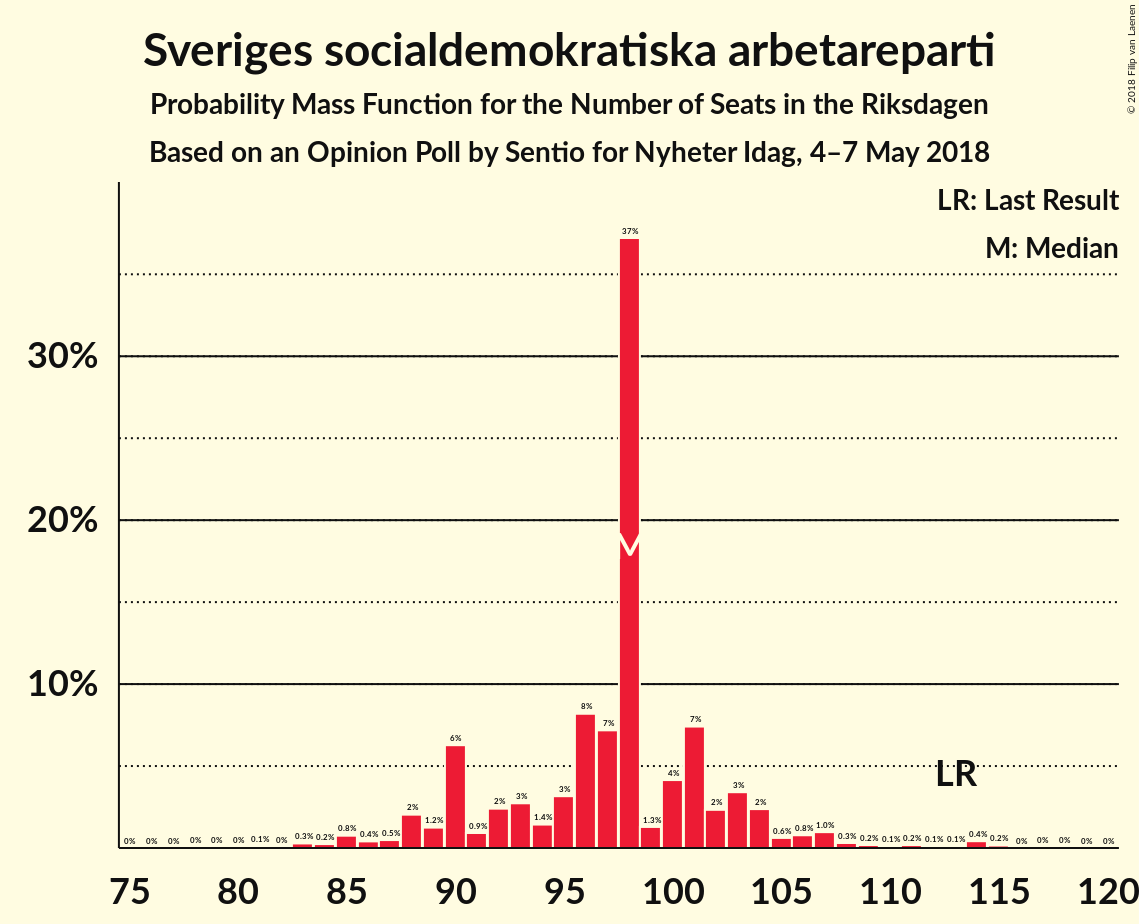 Sveriges socialdemokratiska arbetareparti
Probability Mass Function for the Number of Seats in the Riksdagen
Based on an Opinion Poll by Sentio for Nyheter Idag, 4–7 May 2018
© 2018 Filip van Laenen
LR: Last Result
M: Median
30%
20%
10%
0% 0% 0% 0% 0% 0% 0.1% 0% 0.3% 0.2% 0.8% 0.4% 0.5% 2% 1.2% 6% 0.9% 2% 3% 1.4% 3% 8% 7% 37% 1.3% 4% 7% 2% 3% 2% 0.6% 0.8% 1.0% 0.3% 0.2% 0.1% 0.2% 0.1% 0.1% 0.4% 0.2% 0% 0% 0% 0% 0%
LR
75 80 85 90 95 100 105 110 115 120